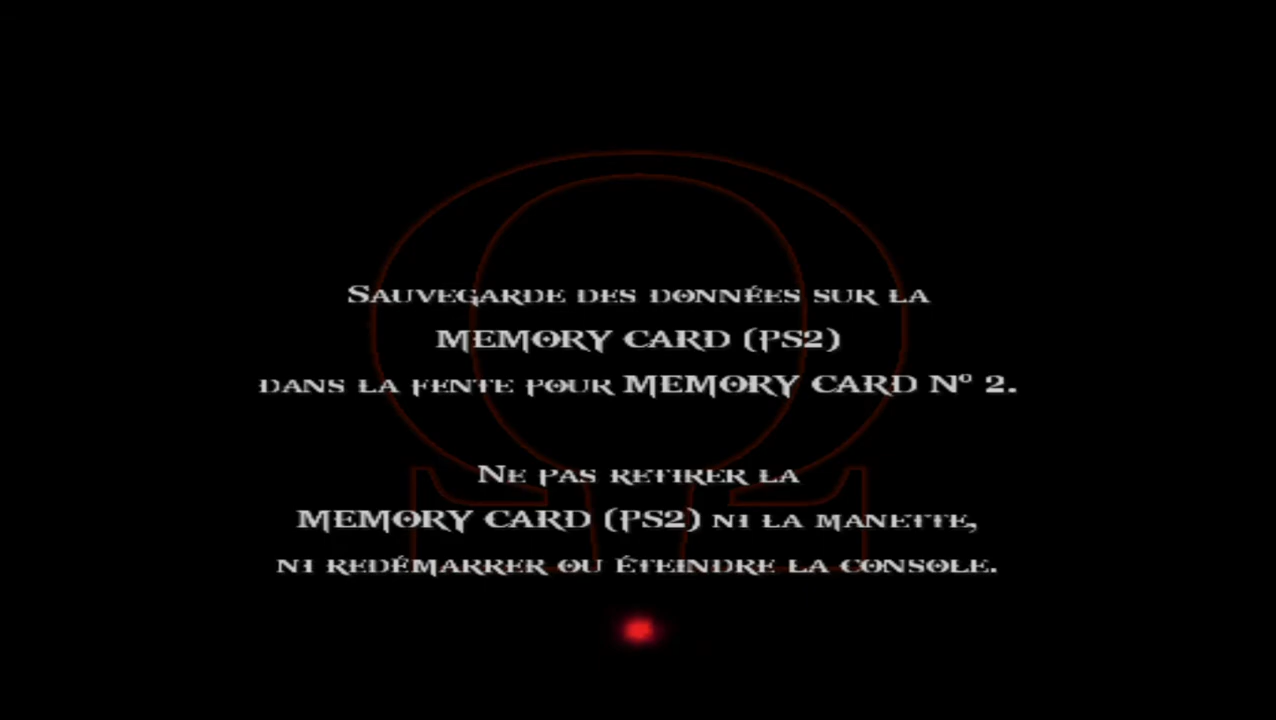 Sauvegarde des données sur la
MEMORY CARD (PS2)
dans la fente pour MEMORY CARD N° 2.
Ne pas retirer la
MEMORY CARD (PS2) ni la manette,
ni redémarrer ou éteindre la console.